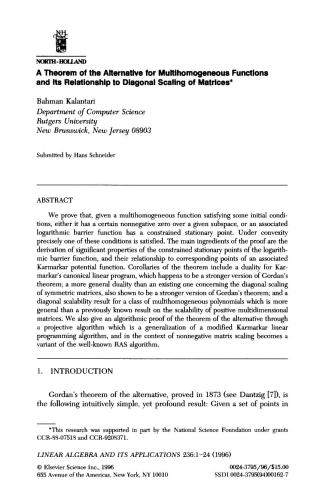 NH
NORTH-HOLLAND
A Theorem of the Alternative for Multihomogeneous Functions
and Its Relationship to Diagonal Scaling of Matrices*
Bahman Kalantari
Department of Computer Science
Rutgers University
New Brunswick, New Jersey 08903
Submitted by Hans Schneider
ABSTRACT
We prove that, given a multihomogeneous function satisfying some initial condi-
tions, either it has a certain nonnegative zero over a given subspace, or an associated
logarithmic barrier function has a constrained stationary point. Under convexity
precisely one of these conditions is satisfied. The main ingredients of the proof are the
derivation of significant properties of the constrained stationary points of the logarith-
mic barrier function, and their relationship to corresponding points of an associated
Karmarkar potential function. Corollaries of the theorem include a duality for Kar-
markar's canonical linear program, which happens to be a stronger version of Gordan's
theorem; a more general duality than an existing one concerning the diagonal scaling
of symmetric matrices, also shown to be a stronger version of Gordan's theorem; and a
diagonal scalability result for a class of multihomogeneous polynomials which is more
general than a previously known result on the scalability of positive multidimensional
matrices. We also give an algorithmic proof of the theorem of the alternative through
a projective algorithm which is a generalization of a modified Karmarkar linear
programming algorithm, and in the context of nonnegative matrix scaling becomes a
variant of the well-known RAS algorithm.
1. INTRODUCTION
Gordan's theorem of the alternative, proved in 1873 (see Dantzig [7]), is
the following intuitively simple, yet profound result: Given a set of points in
*This research was supported in part by the National Science Foundation under grants
CCR-88-07518 and CCR-9208371.
LINEAR ALGEBRA AND ITS APPLICATIONS 236:1-24 (1996)
© Elsevier Science Inc., 1996 0024-3795/96/$15.00
655 Avenue of the Americas, New York, NY 10010 SSDI 0024-3795(94)00162-7